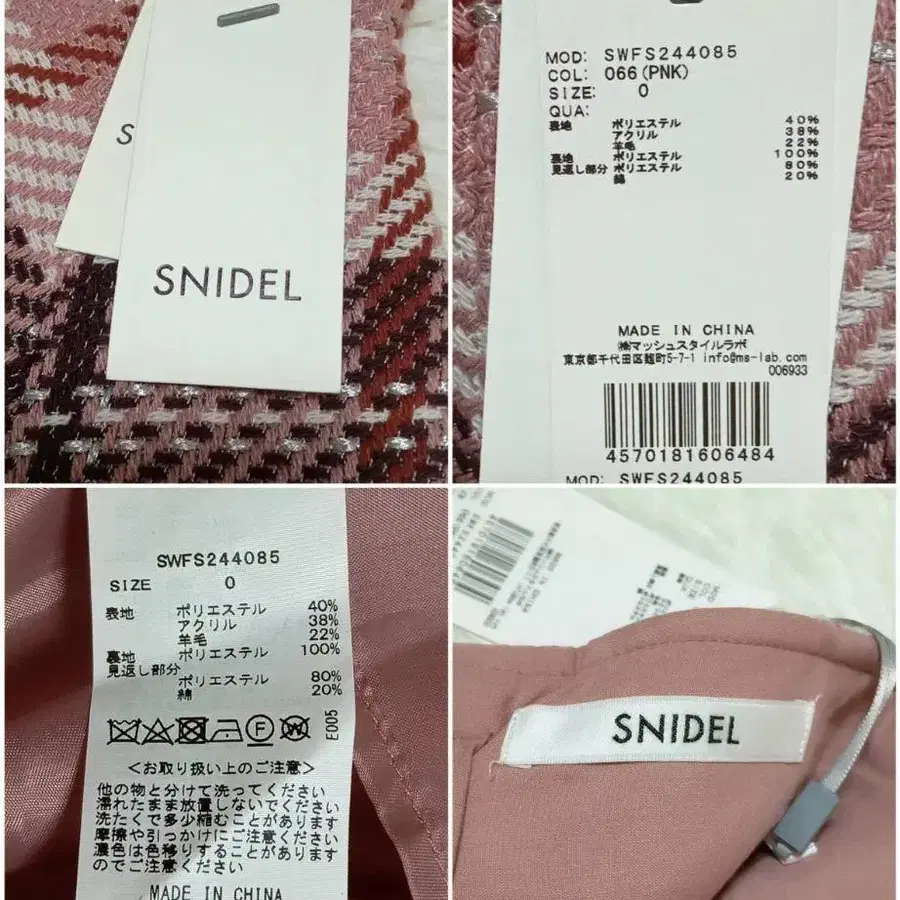 S
SNIDEL
MOD: SWFS244085
COL: 066(PNK)
SIZE: 0
QUA:
表地 ポリエステル 40%
アクリル 38%
羊毛 22%
裏地 ポリエステル 100%
見返し部分 ポリエステル 80%
綿 20%
MADE IN CHINA
㈱マッシュスタイルラボ
東京都千代田区麹町5-7-1 info@ms-lab.com
006933
4570181606484
MOD: SWFS244085
SWFS244085
SIZE 0
表地 ポリエステル 40%
アクリル 38%
羊毛 22%
裏地 ポリエステル 100%
見返し部分
ポリエステル 80%
綿 20%
E005
<お取り扱い上のご注意>
他の物と分けて洗ってください
濡れたまま放置しないでください
洗たくで多少縮むことがあります
摩擦や引っかけにご注意ください
濃色は色移りすることがあります
のでご注意ください
MADE IN CHINA
SNIDEL